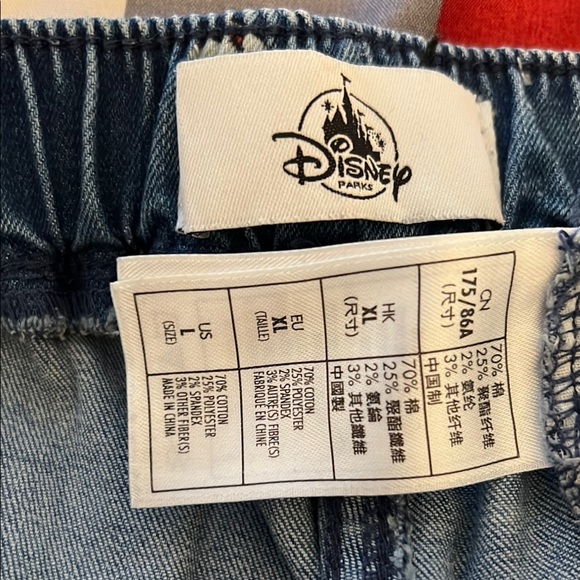 Disney
PARKS
US
L
(SIZE)
70% COTTON
25% POLYESTER
2% SPANDEX
3% OTHER FIBER(S)
MADE IN CHINA
EU
XL
(TAILLE)
70% COTTON
25% POLYESTER
2% SPANDEX
3% AUTRE(S) FIBRE(S)
FABRIQUE EN CHINE
HK
XL
(尺寸)
70% 棉
25% 聚酯纖維
2% 氨綸
3% 其他纖維
中國製
CN
175/86A
(尺寸)
70% 棉
25% 聚酯纤维
2% 氨纶
3% 其他纤维
中国制